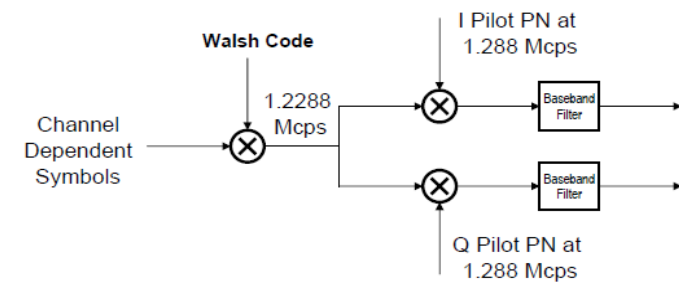 I Pilot PN at
1.288 Mcps
Walsh Code
1.2288
Mcps
Baseband
Filter
Channel
Dependent
Symbols
Baseband
Filter
Q Pilot PN at
1.288 Mcps